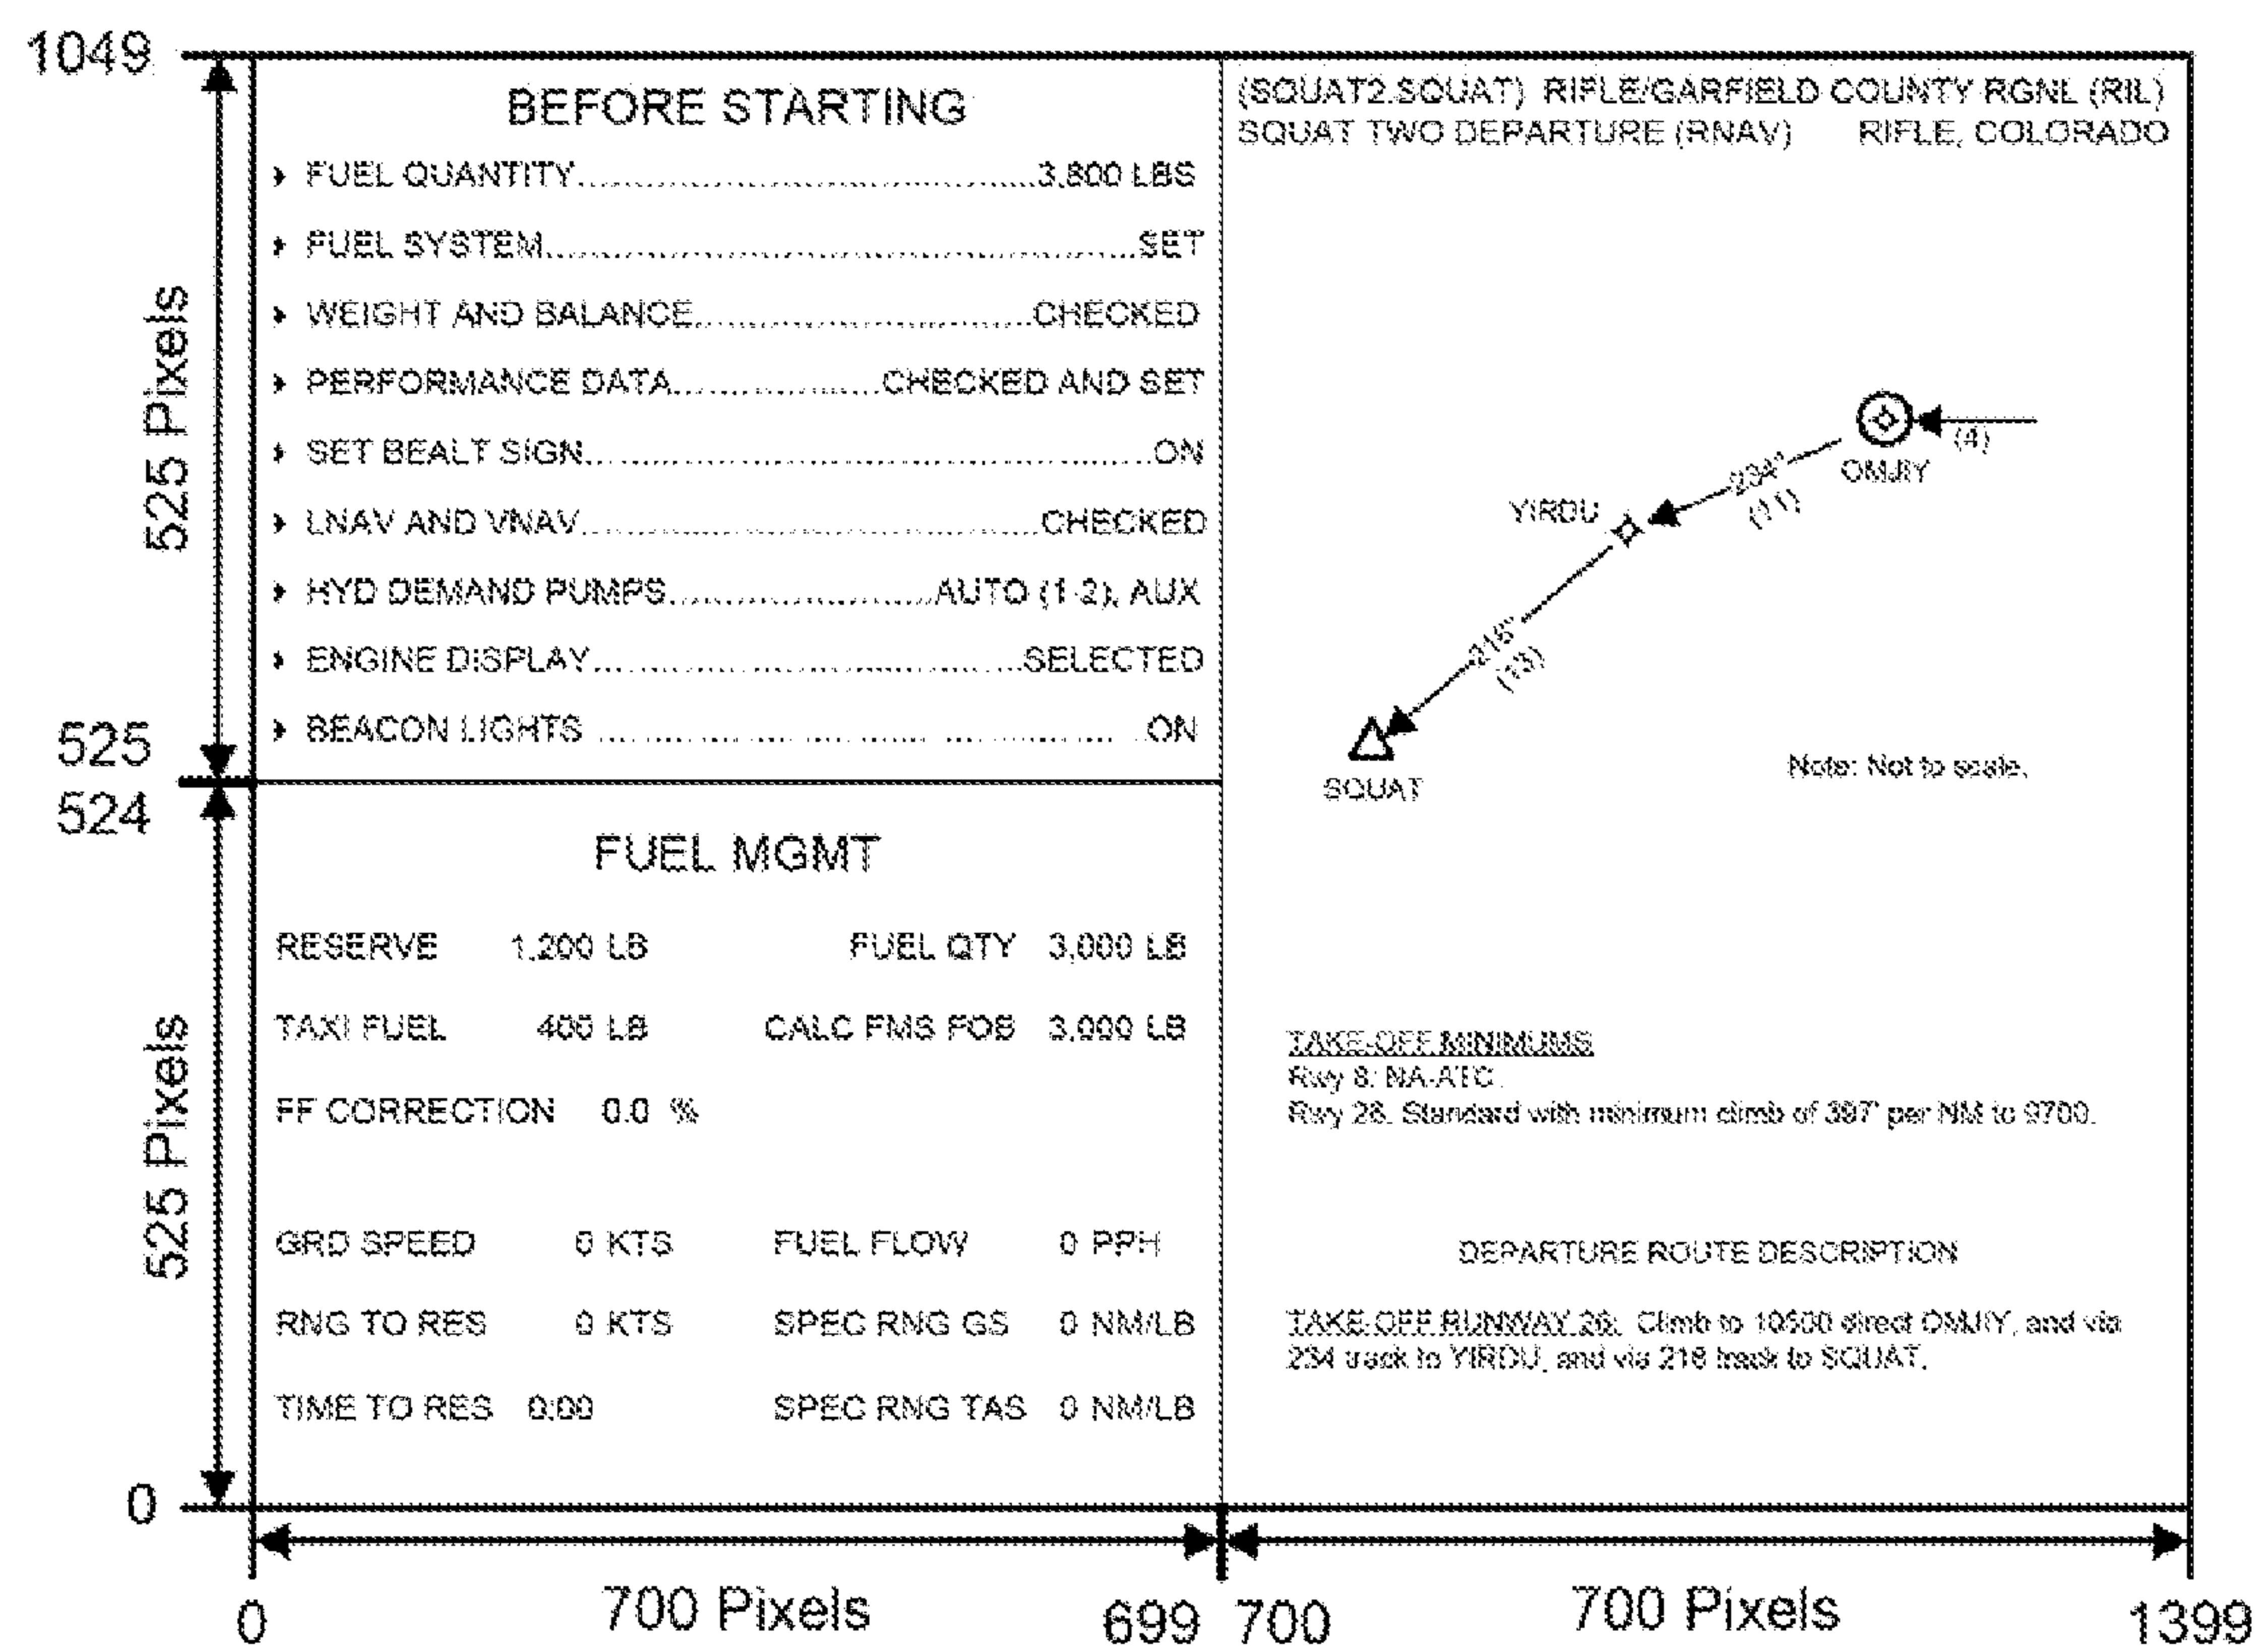 1049
BEFORE STARTING
FUEL QUANTITY....................................3,800 LBS
FUEL SYSTEM..................................................SET
WEIGHT AND BALANCE............................CHECKED
PERFORMANCE DATA..................CHECKED AND SET
SET BEALT SIGN...............................................ON
LNAV AND VNAV.....................................CHECKED
HYD DEMAND PUMPS......................AUTO (1-2), AUX
ENGINE DISPLAY...................................SELECTED
BEACON LIGHTS ............................................ON
525 Pixels
525
524
(SQUAT2.SQUAT) RIFLE/GARFIELD COUNTY RGNL (RIL)
SQUAT TWO DEPARTURE (RNAV) RIFLE, COLORADO
(4)
OMJIY
234°
(11)
YIRDU
(13)
SQUAT
Note: Not to scale.
FUEL MGMT
RESERVE 1,200 LB FUEL QTY 3,000 LB
TAXI FUEL 400 LB CALC FMS FOB 3,000 LB
FF CORRECTION 0.0 %
GRD SPEED 0 KTS FUEL FLOW 0 PPH
RNG TO RES 0 KTS SPEC RNG GS 0 NM/LB
TIME TO RES 0:00 SPEC RNG TAS 0 NM/LB
525 Pixels
TAKE-OFF MINIMUMS
Rwy 8: NA-ATC.
Rwy 26. Standard with minimum climb of 387' per NM to 9700.
DEPARTURE ROUTE DESCRIPTION
TAKE-OFF RUNWAY 26: Climb to 10500 direct OMJIY, and via
234 track to YIRDU, and via 216 track to SQUAT.
0
0
700 Pixels
699
700
700 Pixels
1399